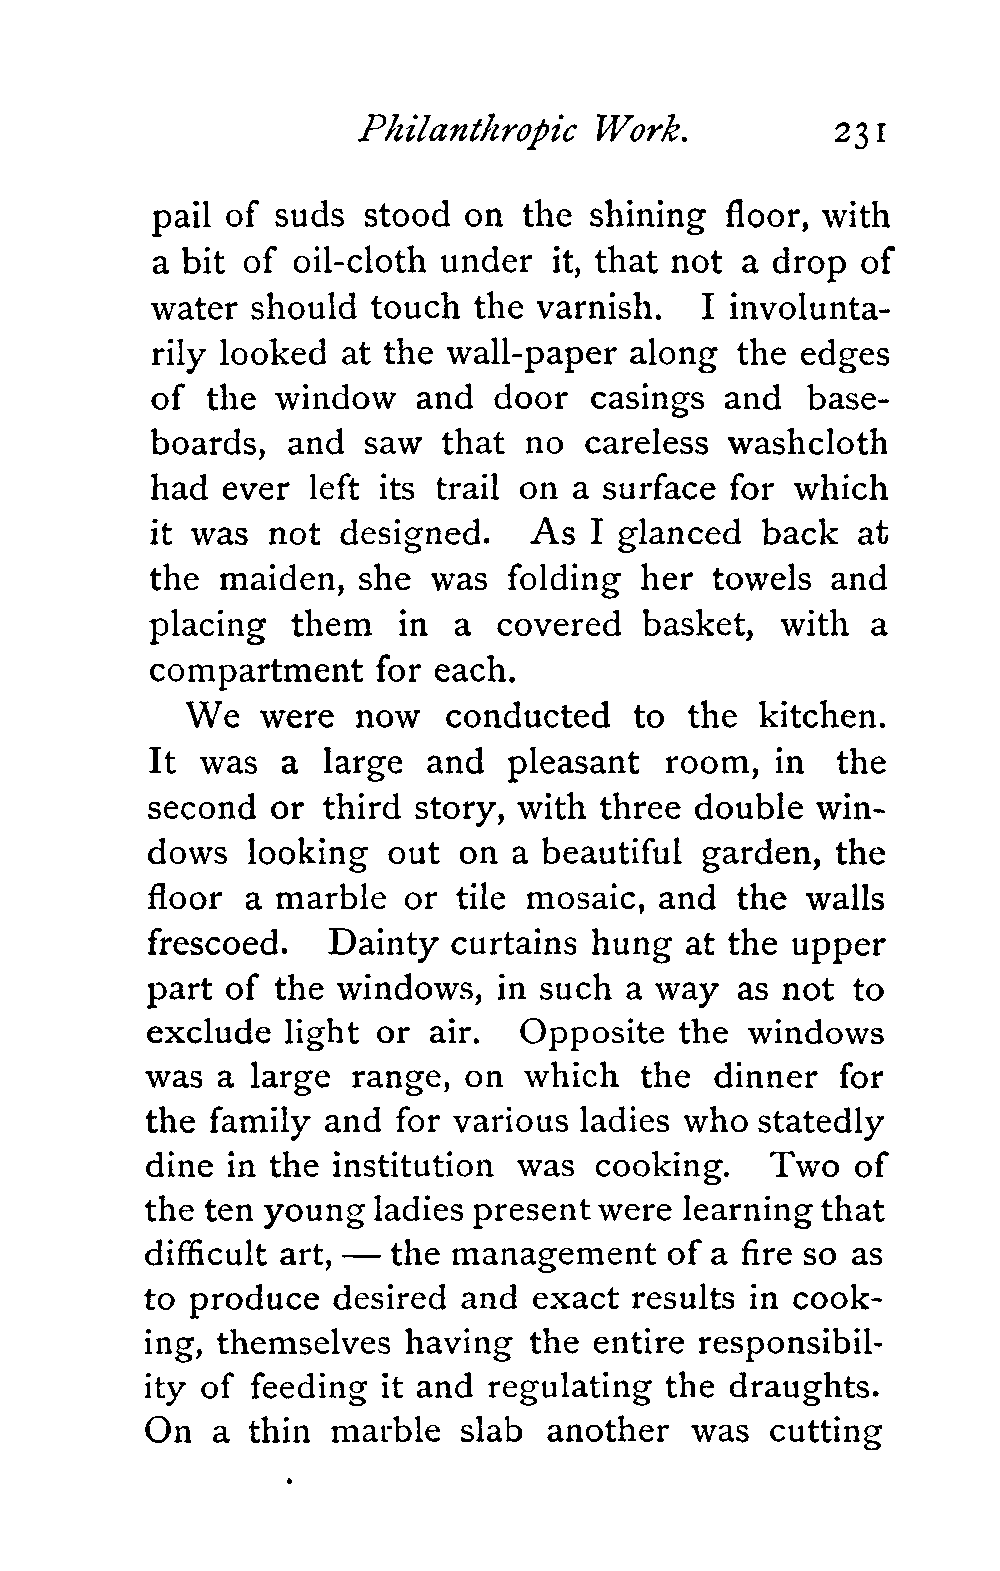 Philanthropic Work. 231
pail of suds stood on the shining floor, with
a bit of oil-cloth under it, that not a drop of
water should touch the varnish. I involunta-
rily looked at the wall-paper along the edges
of the window and door casings and base-
boards, and saw that no careless washcloth
had ever left its trail on a surface for which
it was not designed. As I glanced back at
the maiden, she was folding her towels and
placing them in a covered basket, with a
compartment for each.
We were now conducted to the kitchen.
It was a large and pleasant room, in the
second or third story, with three double win-
dows looking out on a beautiful garden, the
floor a marble or tile mosaic, and the walls
frescoed. Dainty curtains hung at the upper
part of the windows, in such a way as not to
exclude light or air. Opposite the windows
was a large range, on which the dinner for
the family and for various ladies who statedly
dine in the institution was cooking. Two of
the ten young ladies present were learning that
difficult art, — the management of a fire so as
to produce desired and exact results in cook-
ing, themselves having the entire responsibil-
ity of feeding it and regulating the draughts.
On a thin marble slab another was cutting